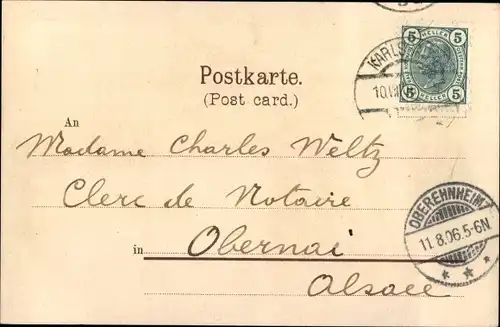 5 5
HELLER
5 5
KARLS
10.
Postkarte.
(Post card.)
An
Madame Charles Weltz
Clerc de Notaire
in Obernai
Alsace
OBEREHNHEIM
11.8.06.5-6N